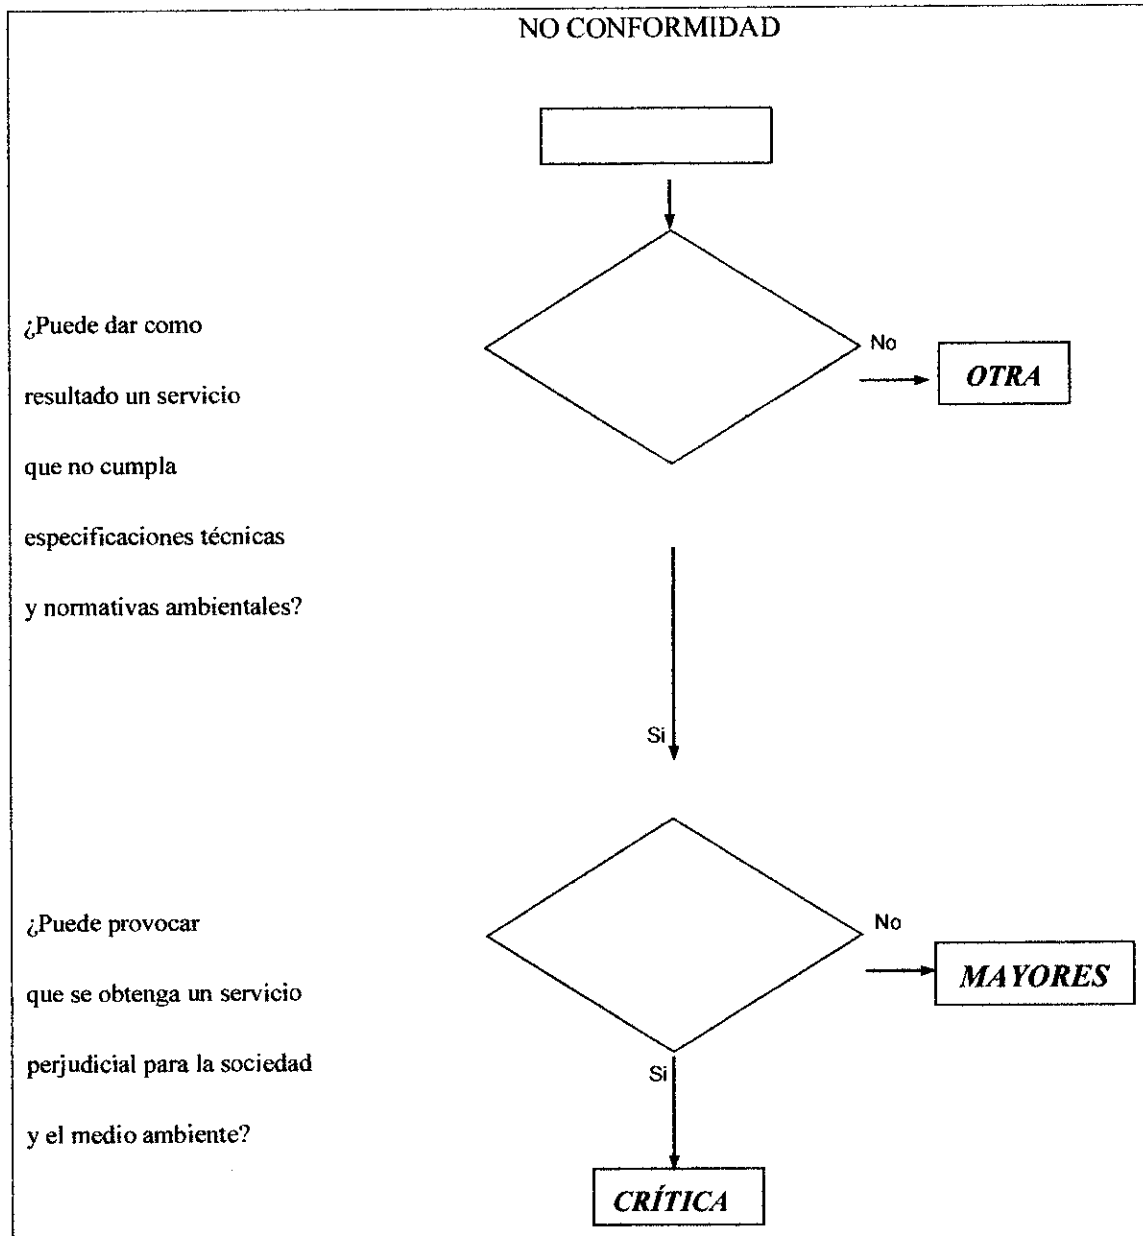 NO CONFORMIDAD
¿Puede dar como
resultado un servicio
que no cumpla
especificaciones técnicas
y normativas ambientales?
No
OTRA
Si
¿Puede provocar
que se obtenga un servicio
perjudicial para la sociedad
y el medio ambiente?
No
MAYORES
Si
CRÍTICA